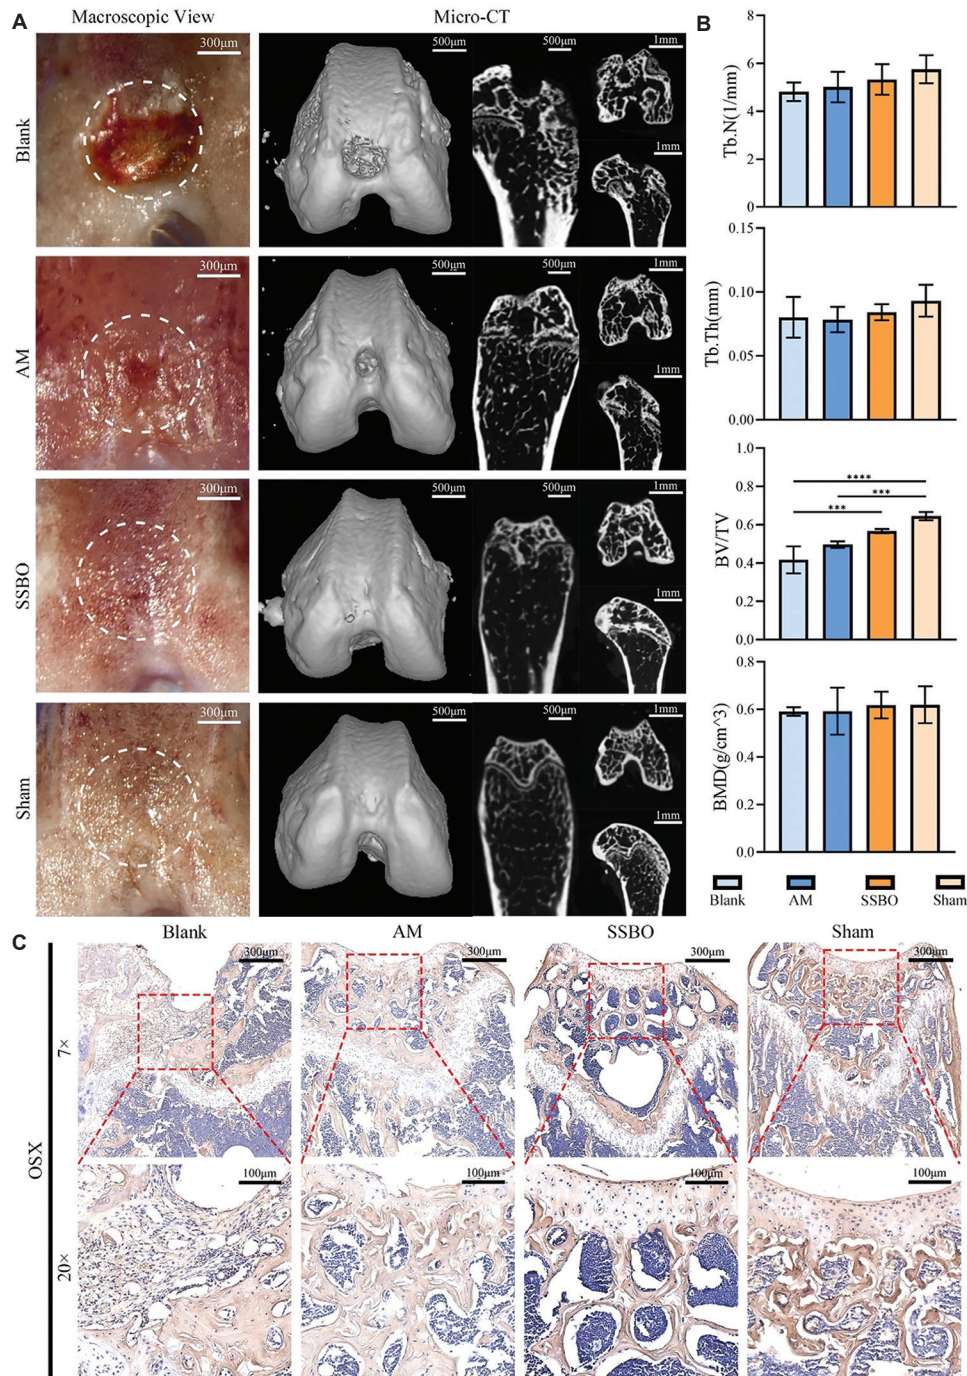 A Macroscopic View Micro-CT B
Blank 300μm 500μm 500μm 1mm
1mm
AM 300μm 500μm 500μm 1mm
1mm
SSBO 300μm 500μm 500μm 1mm
1mm
Sham 300μm 500μm 500μm 1mm
1mm
Tb.N(1/mm)
8
6
4
2
0
Tb.Th(mm)
0.15
0.10
0.05
0.00
BV/TV
1.0
0.8
0.6
0.4
0.2
0.0
****
***
***
BMD(g/cm^3)
0.8
0.6
0.4
0.2
0.0
Blank AM SSBO Sham
C Blank AM SSBO Sham
OSX
7× 300μm 300μm 300μm 300μm
20× 100μm 100μm 100μm 100μm